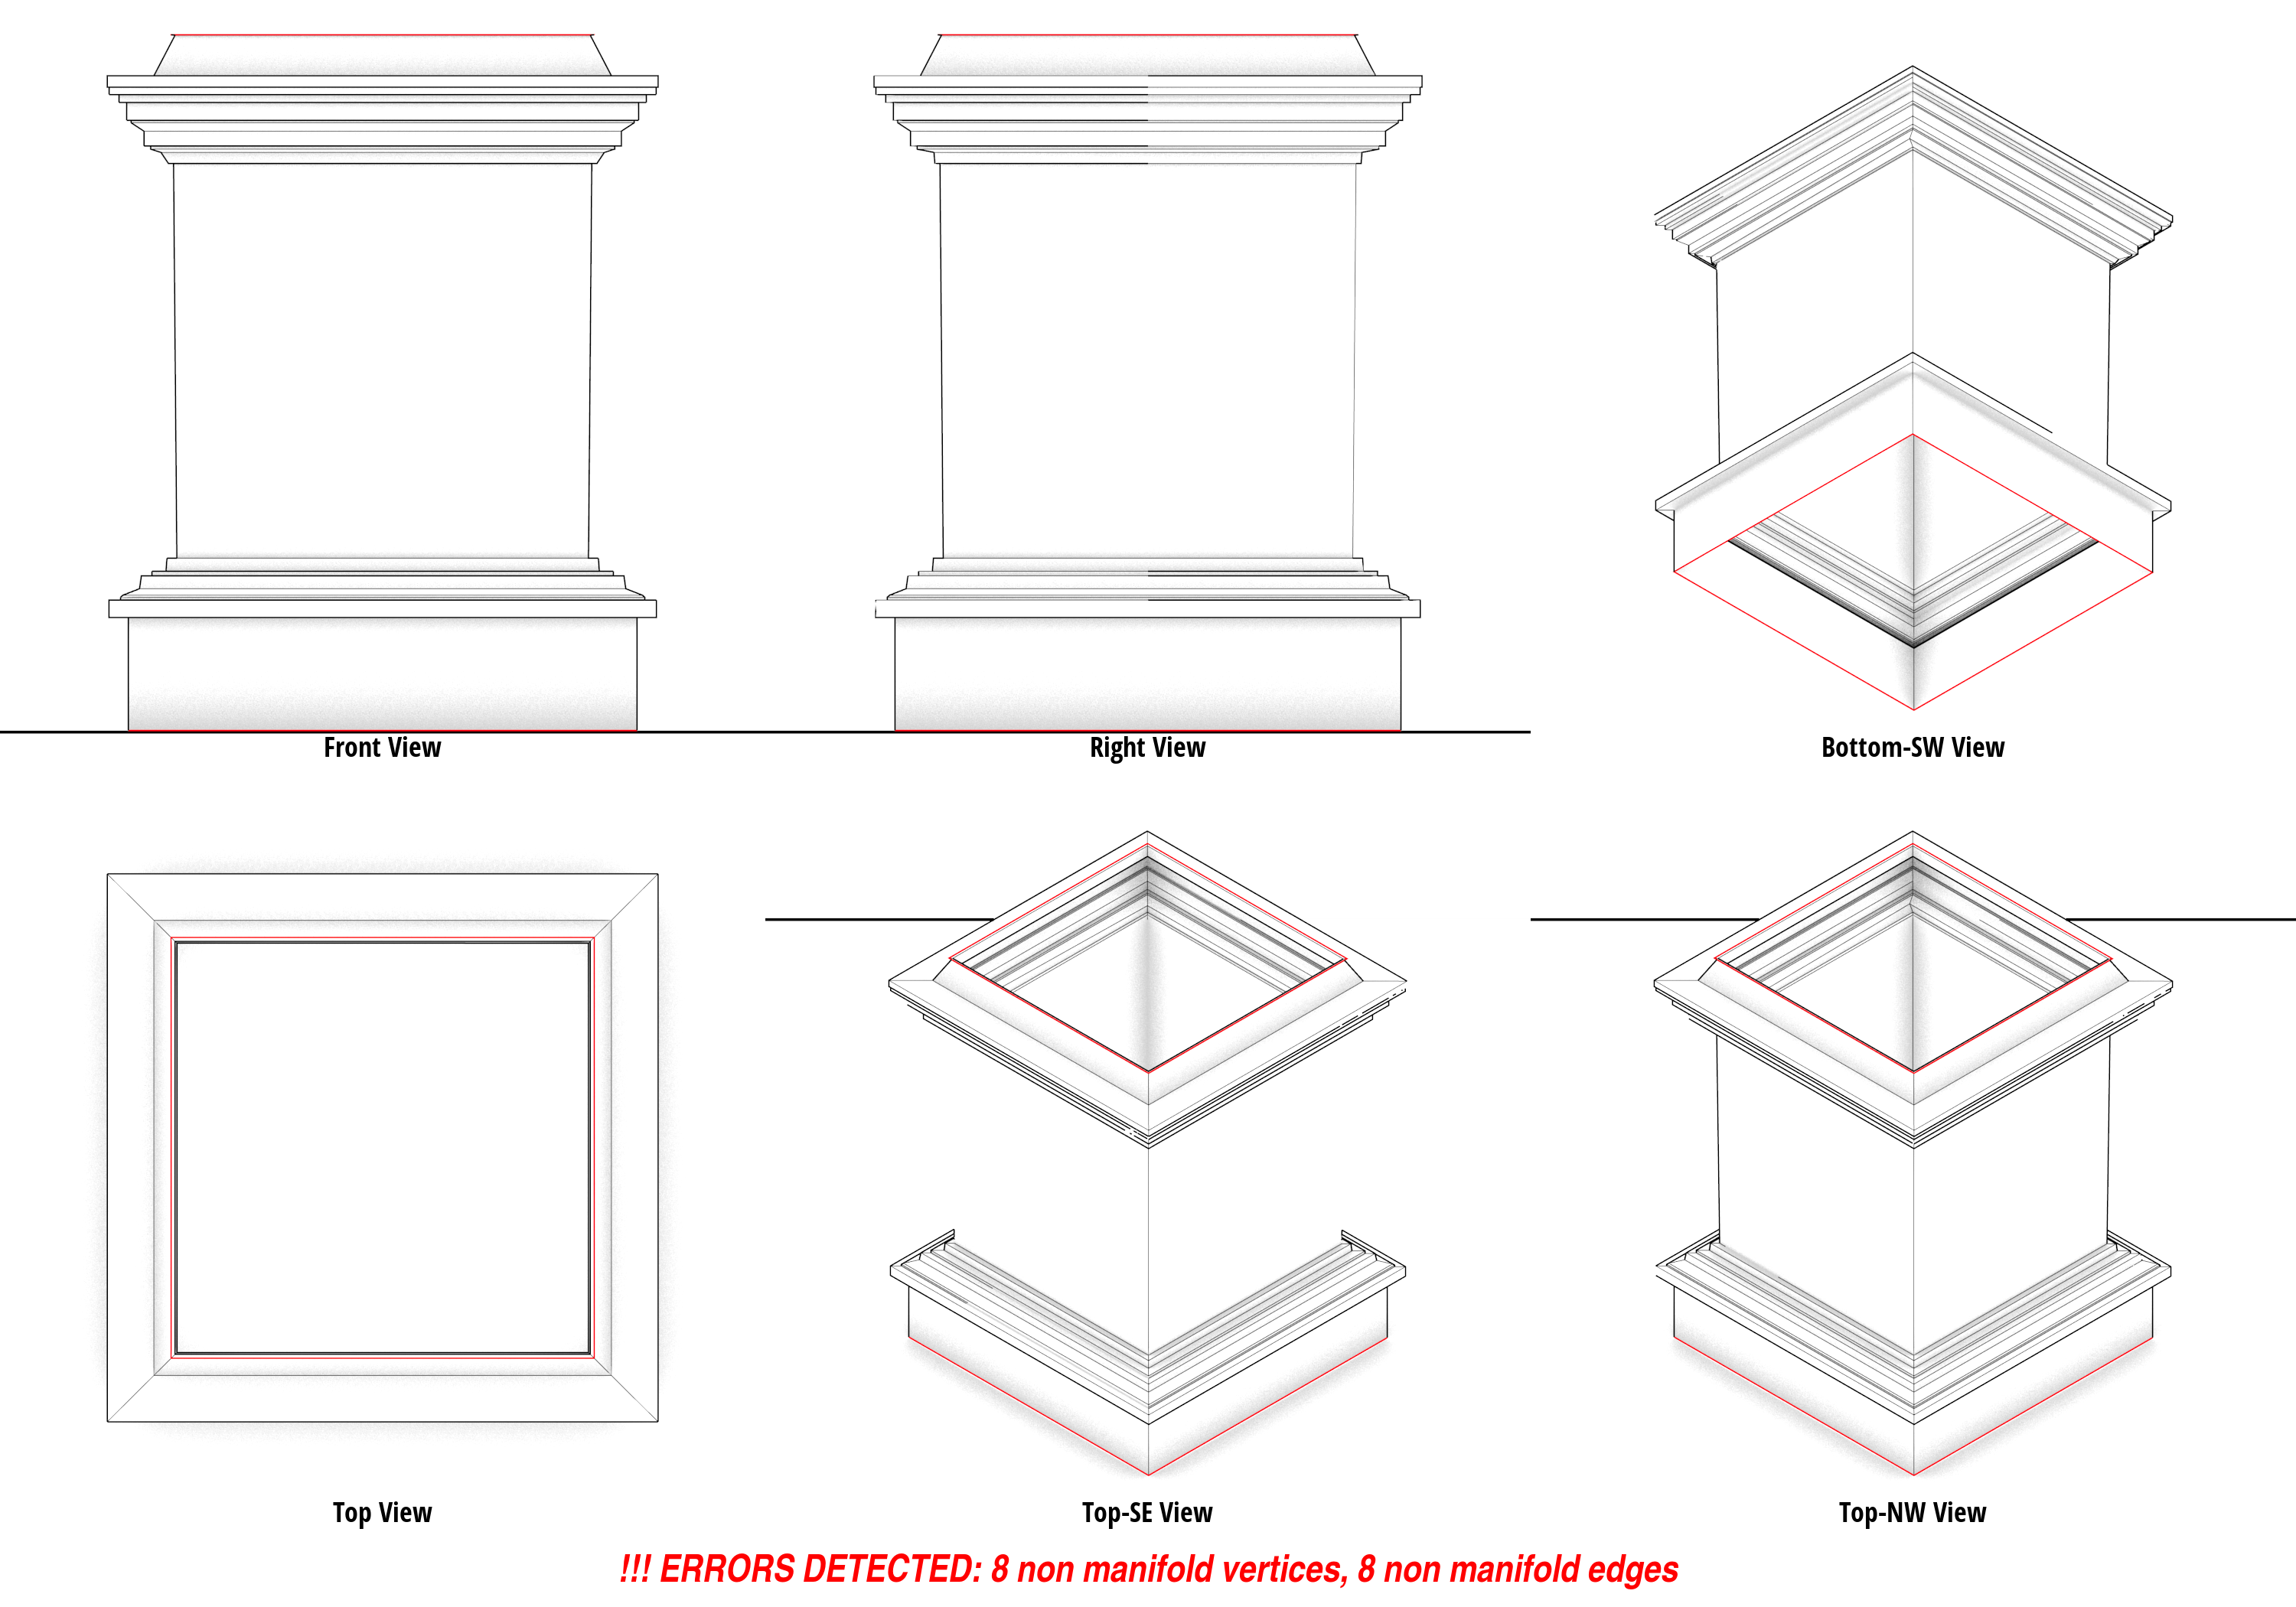 Front View
Right View
Bottom-SW View
Top View
Top-SE View
Top-NW View
!!! ERRORS DETECTED: 8 non manifold vertices, 8 non manifold edges